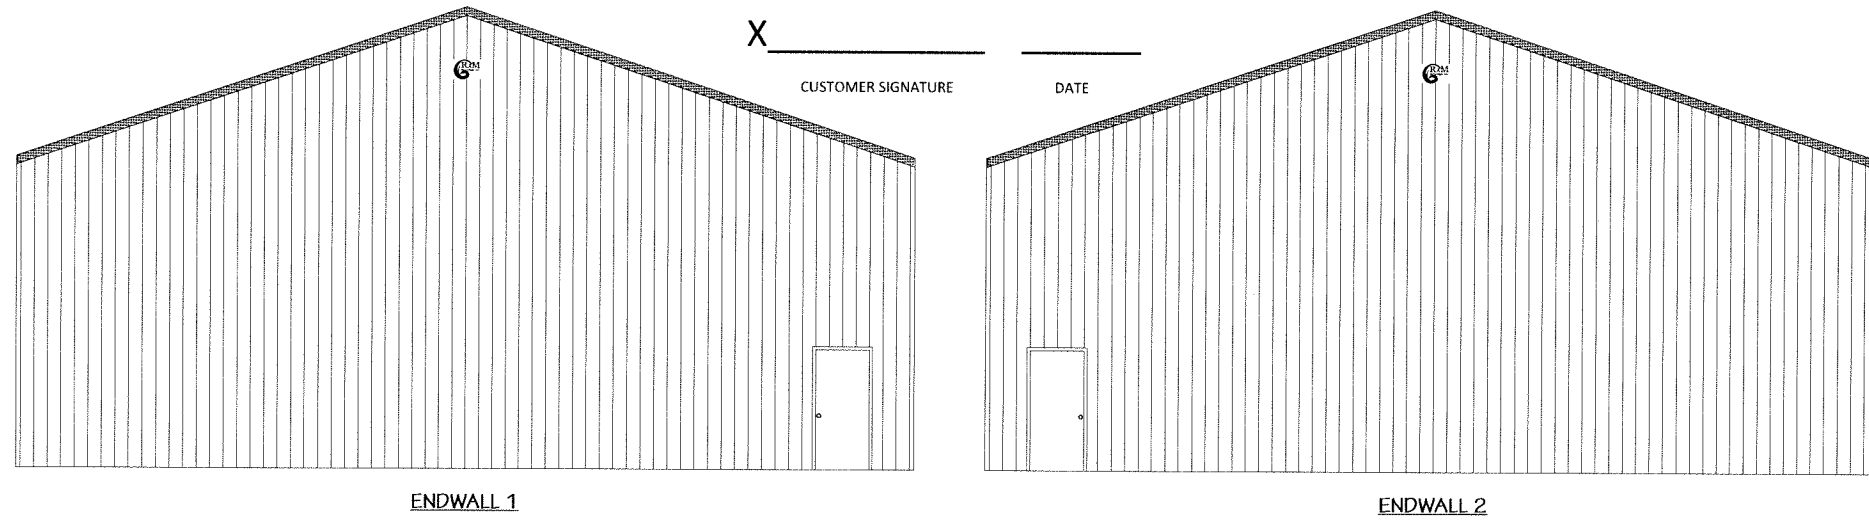 X
CUSTOMER SIGNATURE
DATE
ENDWALL 1
ENDWALL 2